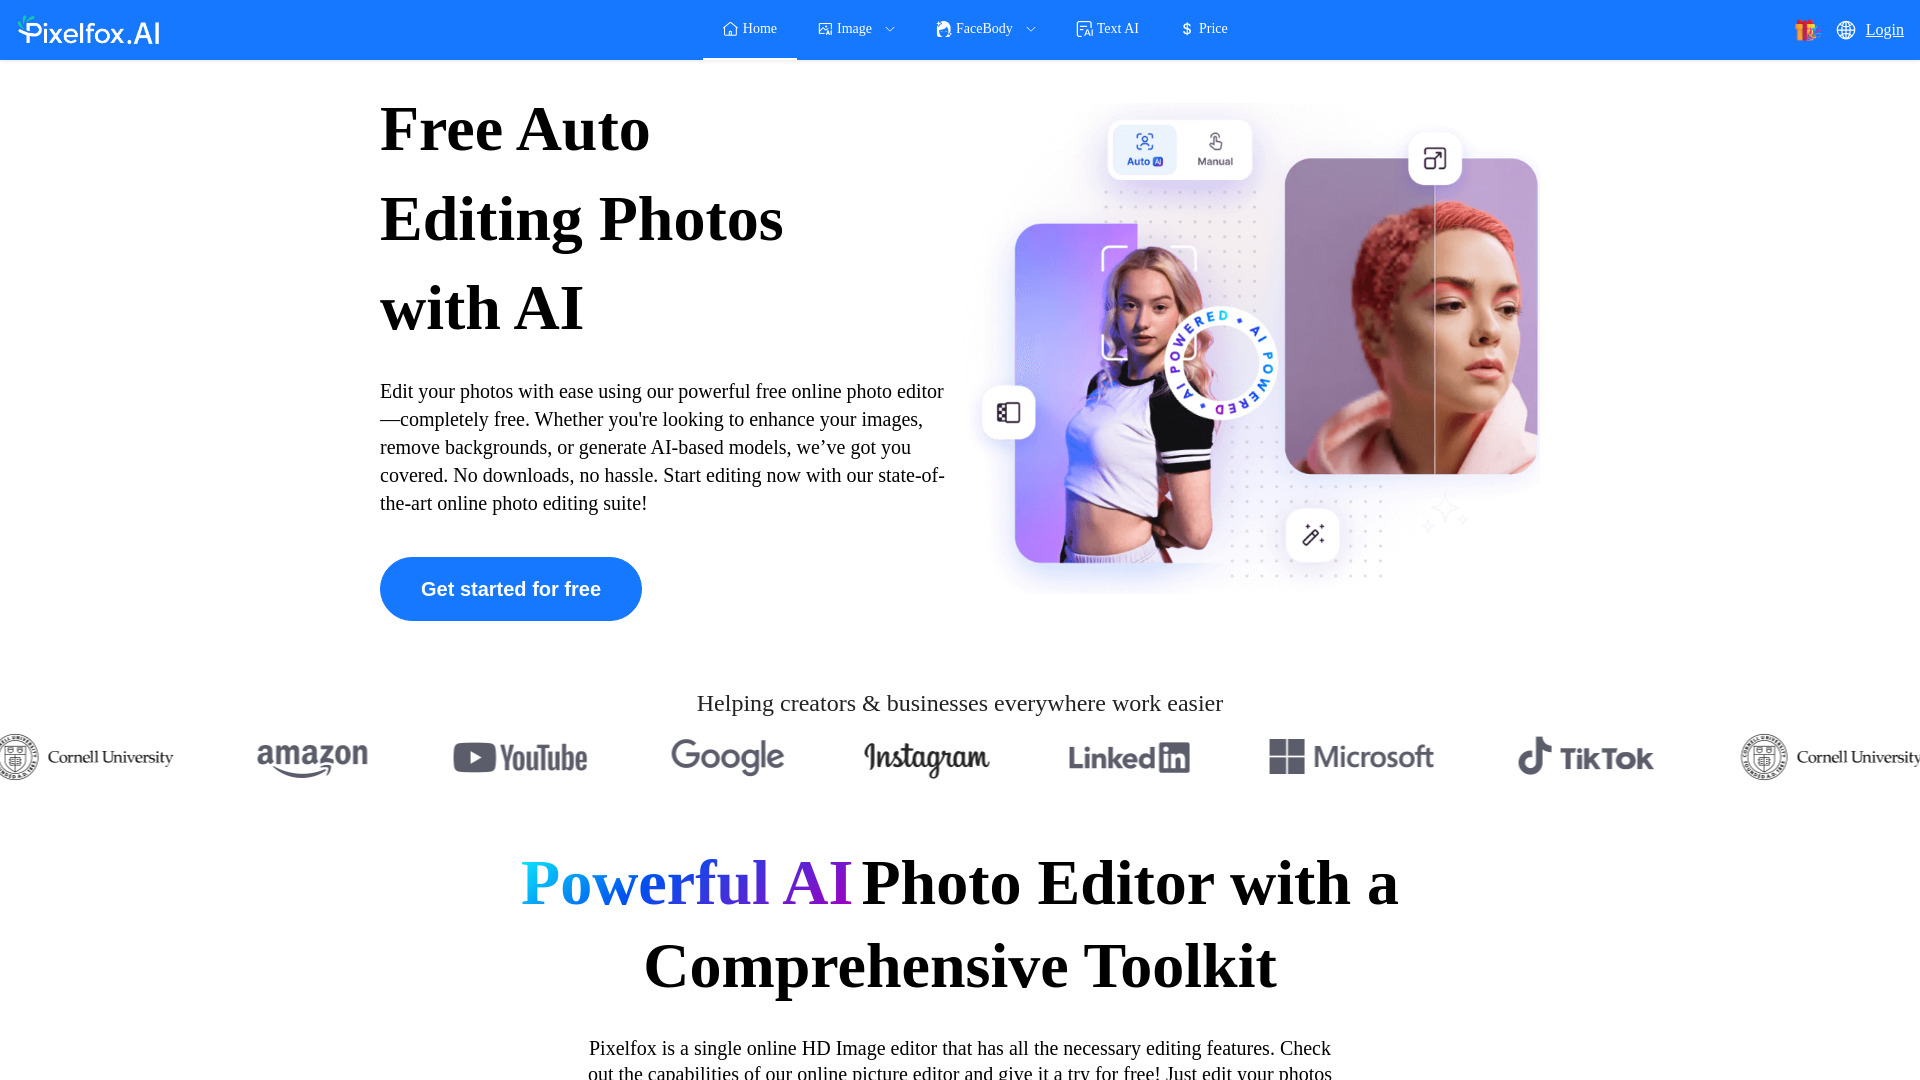 Pixelfox.AI
Home
Image
FaceBody
Text AI
Price
Login
Free Auto
Editing Photos
with AI
Edit your photos with ease using our powerful free online photo editor
—completely free. Whether you're looking to enhance your images,
remove backgrounds, or generate AI-based models, we’ve got you
covered. No downloads, no hassle. Start editing now with our state-of-
the-art online photo editing suite!
Get started for free
Auto AI
Manual
AI POWERED • AI POWERED •
Helping creators & businesses everywhere work easier
Cornell University
amazon
YouTube
Google
Instagram
Linkedin
Microsoft
TikTok
Cornell University
Powerful AI Photo Editor with a
Comprehensive Toolkit
Pixelfox is a single online HD Image editor that has all the necessary editing features. Check
out the capabilities of our online picture editor and give it a try for free! Just edit your photos